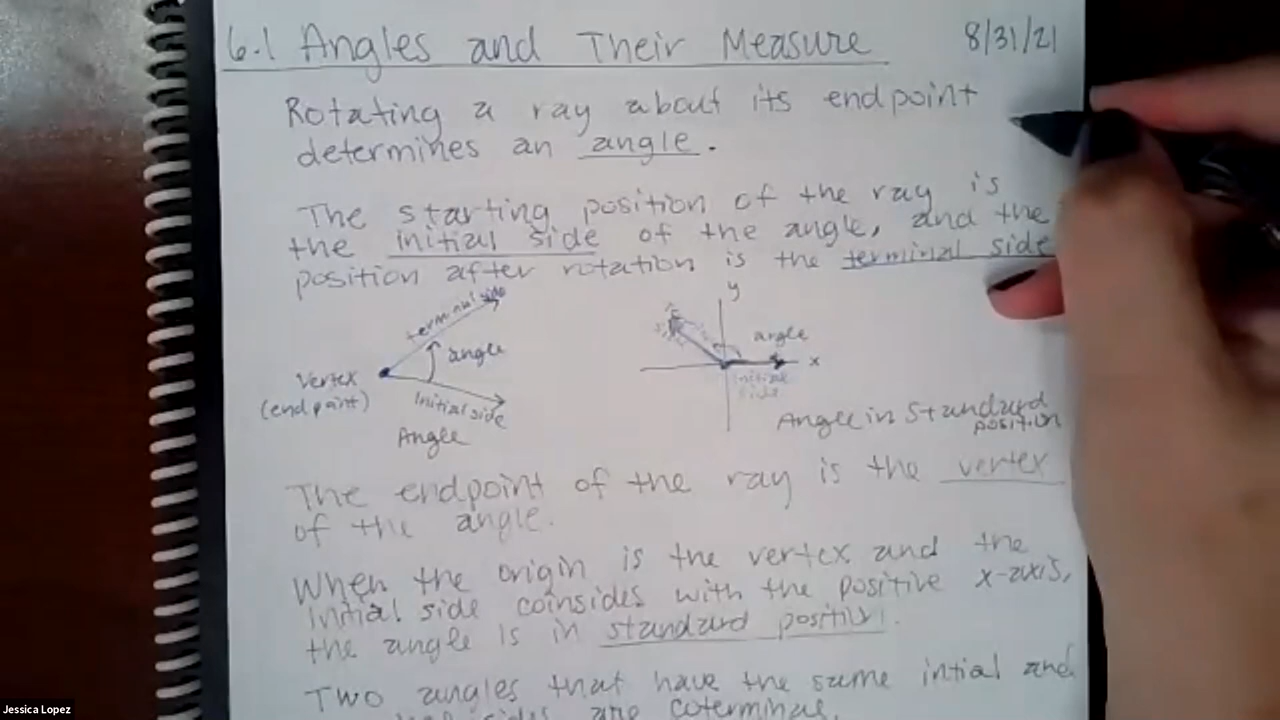 6.1 Angles and Their Measure 8/31/21
Rotating a ray about its endpoint
determines an angle.
The starting position of the ray is
the initial side of the angle, and the
position after rotation is the terminal side
terminal side
angle
Vertex
(endpoint)
Initial side
Angle
y
angle
x
initial
side
Angle in Standard
position
The endpoint of the ray is the vertex
of the angle.
When the origin is the vertex and the
initial side coinsides with the positive x-axis,
the angle is in standard position.
Two angles that have the same intial and
sides are coterminal.
Jessica Lopez